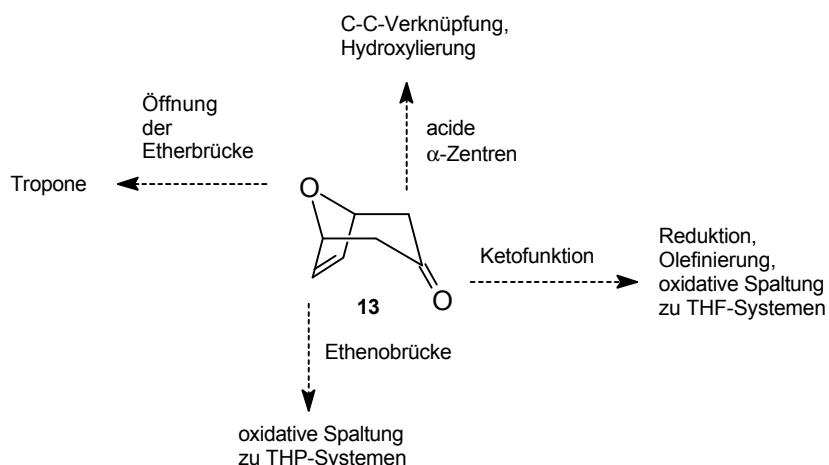 C-C-Verknüpfung,
Hydroxylierung
Öffnung
der
Etherbrücke
acide
α-Zentren
Tropone
O
Ketofunktion
Reduktion,
Olefinierung,
oxidative Spaltung
zu THF-Systemen
13
O
Ethenobrücke
oxidative Spaltung
zu THP-Systemen